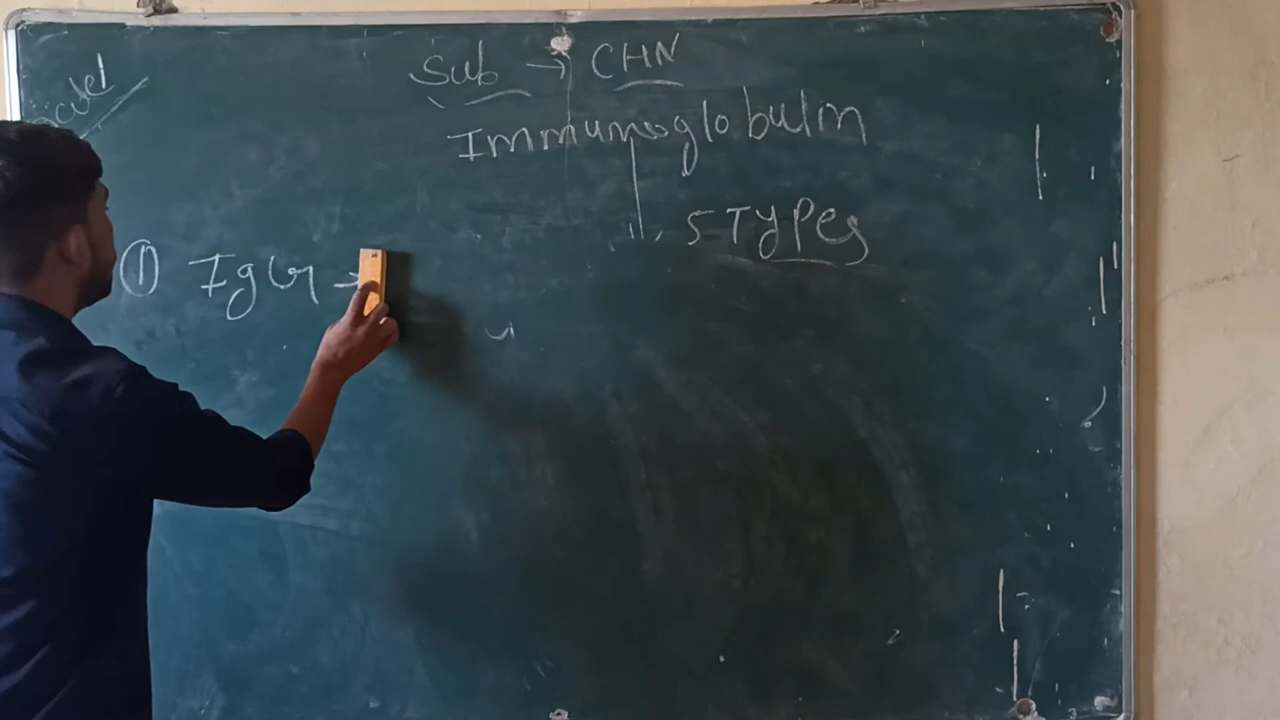 Sub → CHN
Immunoglobulin
5 TYPes
① IgG →